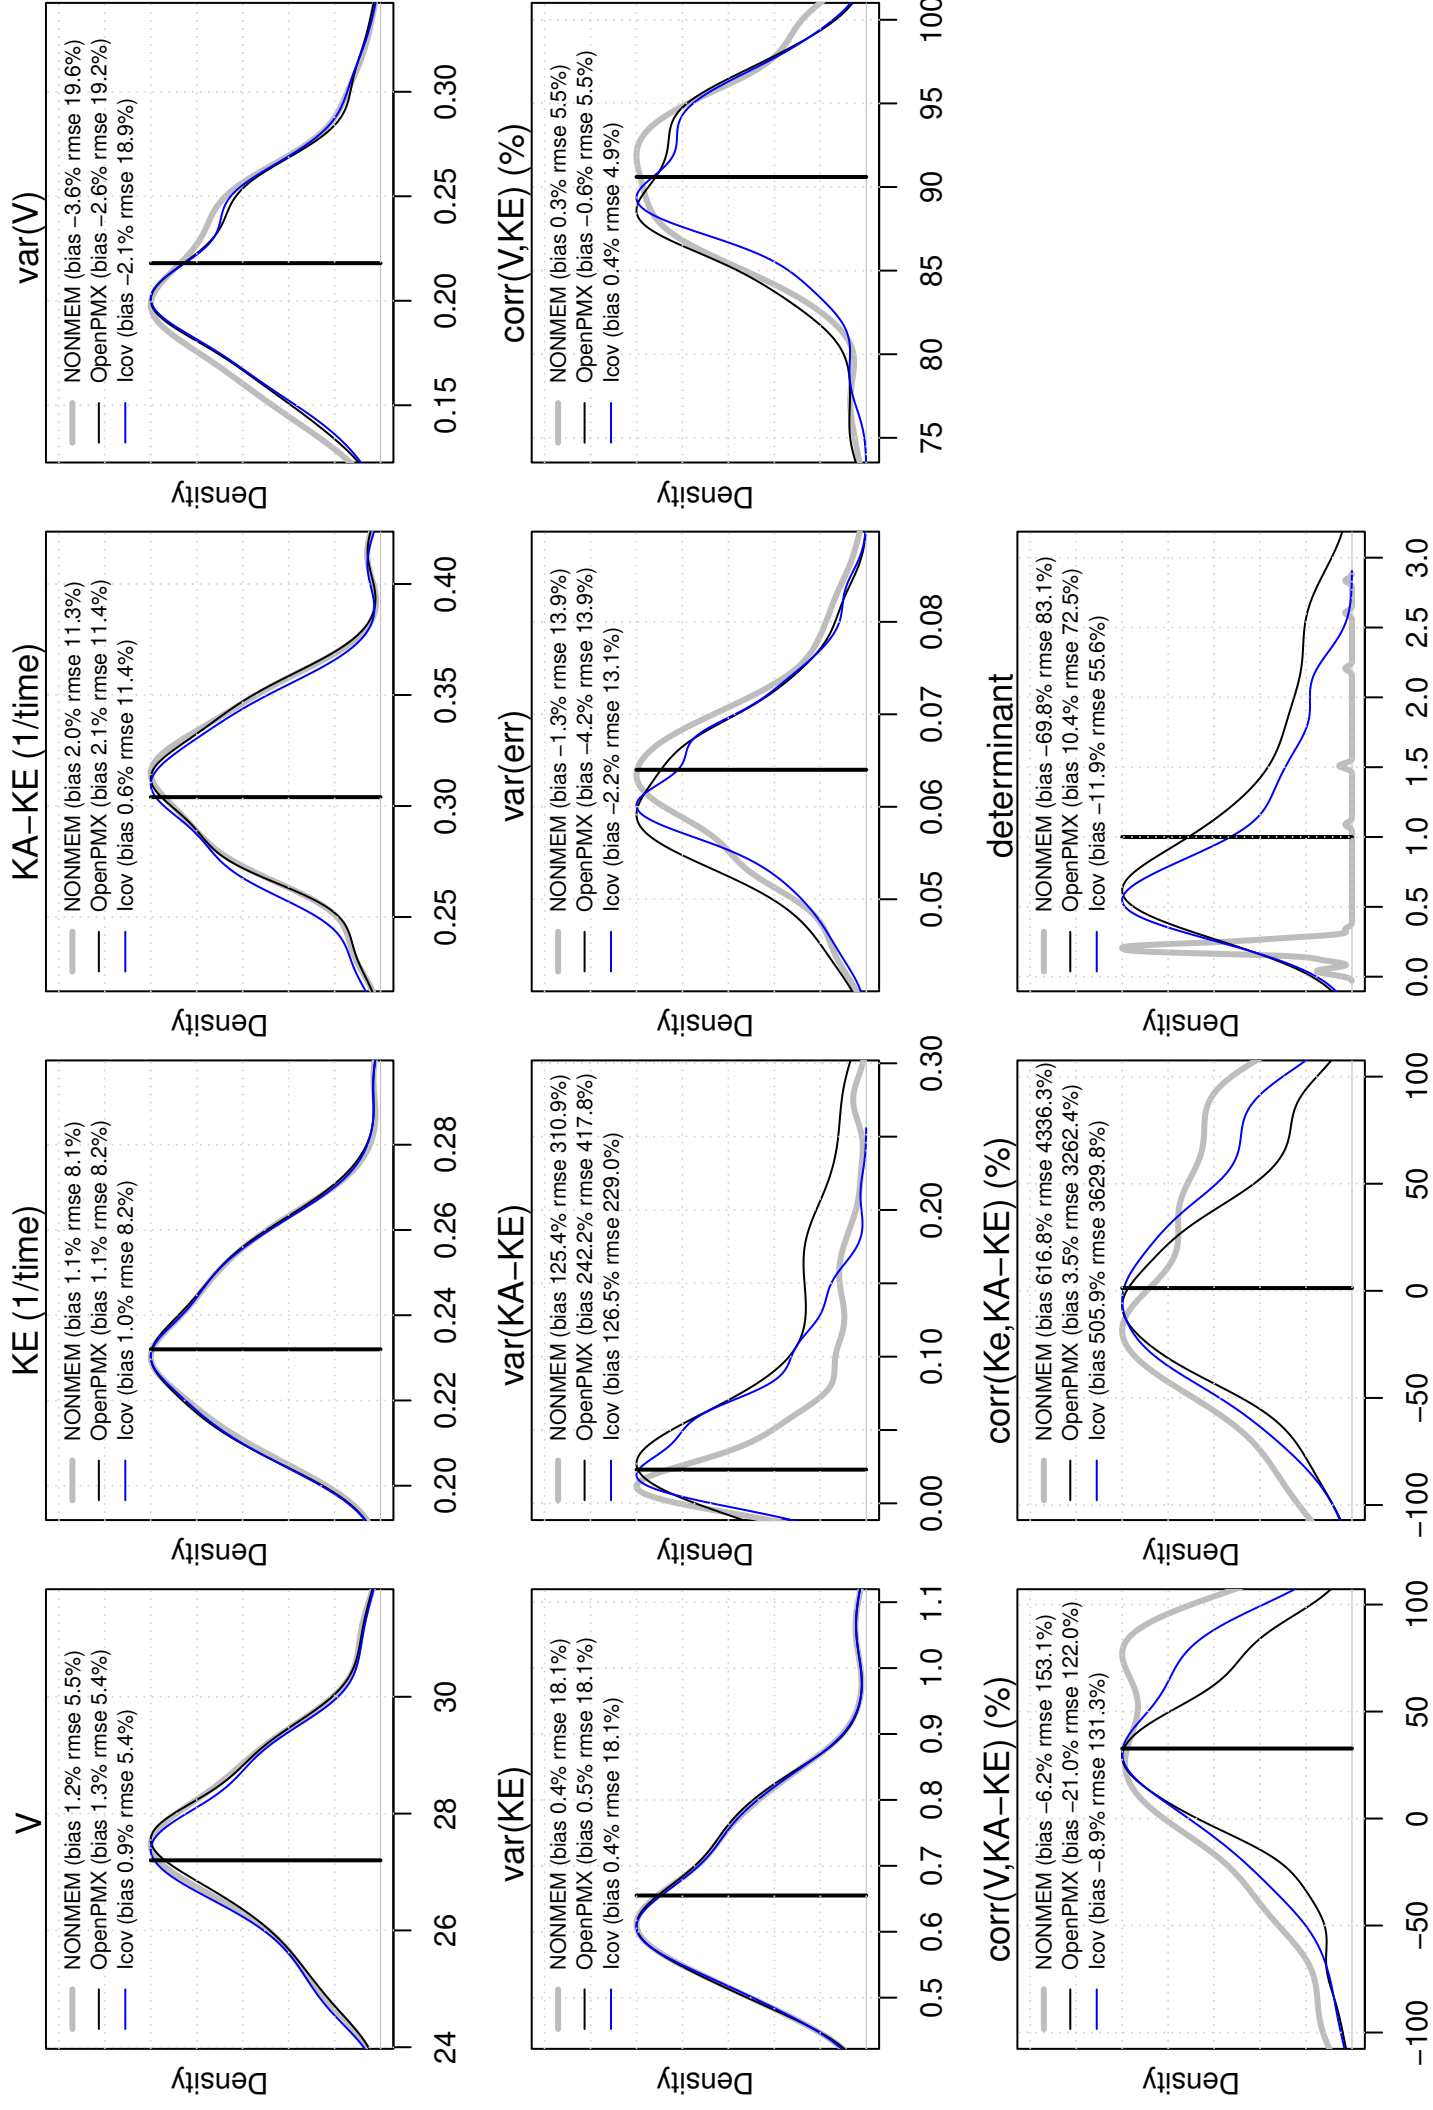 V
NONMEM (bias 1.2% rmse 5.5%)
OpenPMX (bias 1.3% rmse 5.4%)
Icov (bias 0.9% rmse 5.4%)
Density
24 26 28 30
KE (1/time)
NONMEM (bias 1.1% rmse 8.1%)
OpenPMX (bias 1.1% rmse 8.2%)
Icov (bias 1.0% rmse 8.2%)
Density
0.20 0.22 0.24 0.26 0.28
KA−KE (1/time)
NONMEM (bias 2.0% rmse 11.3%)
OpenPMX (bias 2.1% rmse 11.4%)
Icov (bias 0.6% rmse 11.4%)
Density
0.25 0.30 0.35 0.40
var(V)
NONMEM (bias −3.6% rmse 19.6%)
OpenPMX (bias −2.6% rmse 19.2%)
Icov (bias −2.1% rmse 18.9%)
Density
0.15 0.20 0.25 0.30
var(KE)
NONMEM (bias 0.4% rmse 18.1%)
OpenPMX (bias 0.5% rmse 18.1%)
Icov (bias 0.4% rmse 18.1%)
Density
0.5 0.6 0.7 0.8 0.9 1.0 1.1
var(KA−KE)
NONMEM (bias 125.4% rmse 310.9%)
OpenPMX (bias 242.2% rmse 417.8%)
Icov (bias 126.5% rmse 229.0%)
Density
0.00 0.10 0.20 0.30
var(err)
NONMEM (bias −1.3% rmse 13.9%)
OpenPMX (bias −4.2% rmse 13.9%)
Icov (bias −2.2% rmse 13.1%)
Density
0.05 0.06 0.07 0.08
corr(V,KE) (%)
NONMEM (bias 0.3% rmse 5.5%)
OpenPMX (bias −0.6% rmse 5.5%)
Icov (bias 0.4% rmse 4.9%)
Density
75 80 85 90 95 100
corr(V,KA−KE) (%)
NONMEM (bias −6.2% rmse 153.1%)
OpenPMX (bias −21.0% rmse 122.0%)
Icov (bias −8.9% rmse 131.3%)
Density
−100 −50 0 50 100
corr(Ke,KA−KE) (%)
NONMEM (bias 616.8% rmse 4336.3%)
OpenPMX (bias 3.5% rmse 3262.4%)
Icov (bias 505.9% rmse 3629.8%)
Density
−100 −50 0 50 100
determinant
NONMEM (bias −69.8% rmse 83.1%)
OpenPMX (bias 10.4% rmse 72.5%)
Icov (bias −11.9% rmse 55.6%)
Density
0.0 0.5 1.0 1.5 2.0 2.5 3.0